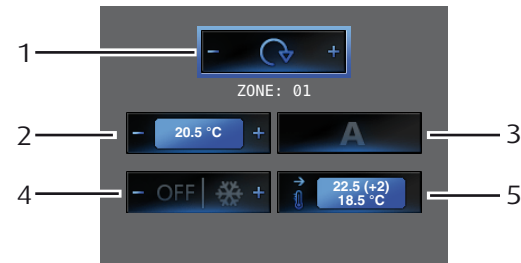 1
- +
ZONE: 01
2
- 20.5 °C +
A
3
4
- OFF | +
22.5 (+2)
18.5 °C
5